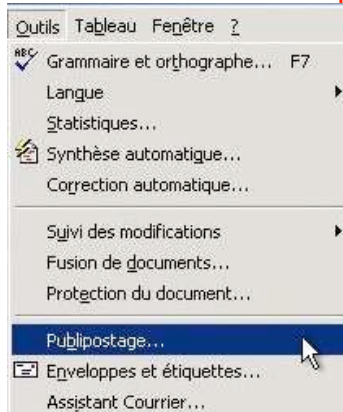 Outils Tableau Fenêtre ?
ABC Grammaire et orthographe... F7
Langue
Statistiques...
Synthèse automatique...
Correction automatique...
Suivi des modifications
Fusion de documents...
Protection du document...
Publipostage...
Enveloppes et étiquettes...
Assistant Courrier...